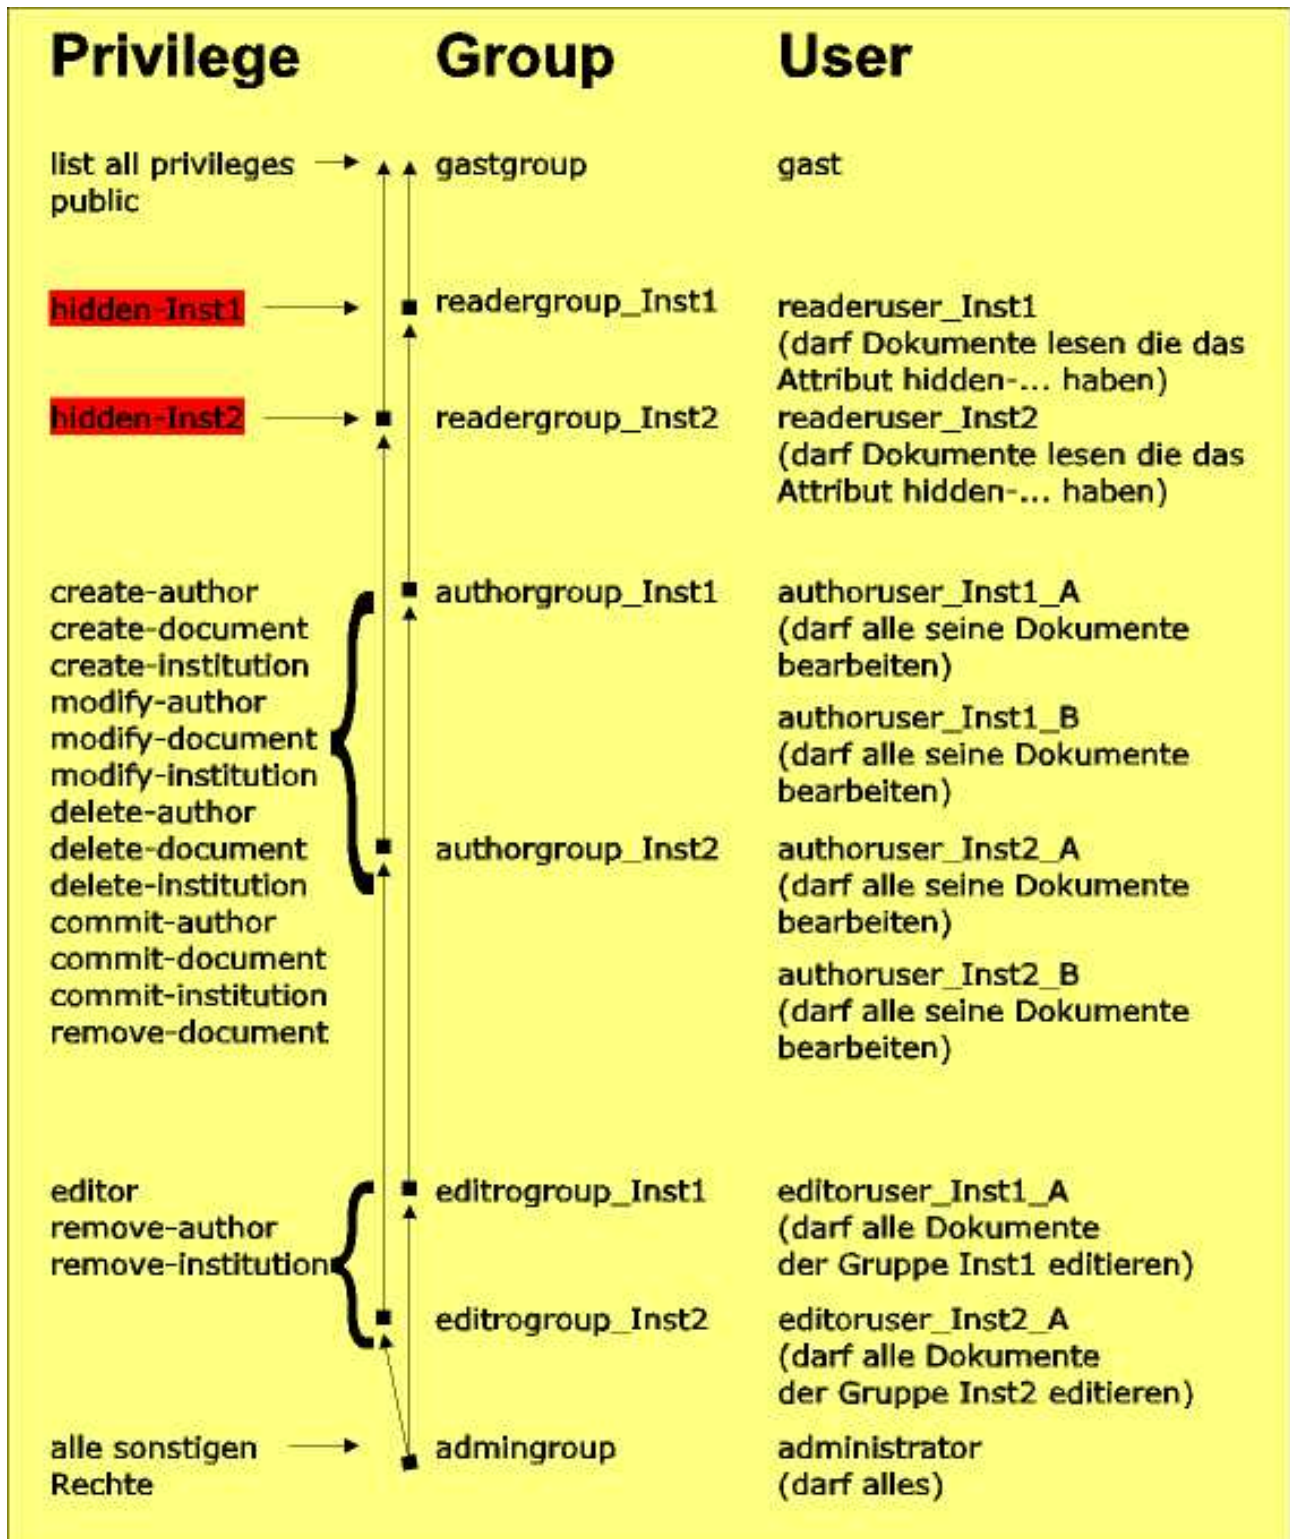 Privilege Group User
list all privileges gastgroup gast
public
hidden-Inst1 readergroup_Inst1 readeruser_Inst1
(darf Dokumente lesen die das
Attribut hidden-... haben)
hidden-Inst2 readergroup_Inst2 readeruser_Inst2
(darf Dokumente lesen die das
Attribut hidden-... haben)
create-author authorgroup_Inst1 authoruser_Inst1_A
create-document (darf alle seine Dokumente
create-institution bearbeiten)
modify-author authoruser_Inst1_B
modify-document (darf alle seine Dokumente
modify-institution bearbeiten)
delete-author
delete-document authorgroup_Inst2 authoruser_Inst2_A
delete-institution (darf alle seine Dokumente
commit-author bearbeiten)
commit-document authoruser_Inst2_B
commit-institution (darf alle seine Dokumente
remove-document bearbeiten)
editor editrogroup_Inst1 editoruser_Inst1_A
remove-author (darf alle Dokumente
remove-institution der Gruppe Inst1 editieren)
editrogroup_Inst2 editoruser_Inst2_A
(darf alle Dokumente
der Gruppe Inst2 editieren)
alle sonstigen admingroup administrator
Rechte (darf alles)